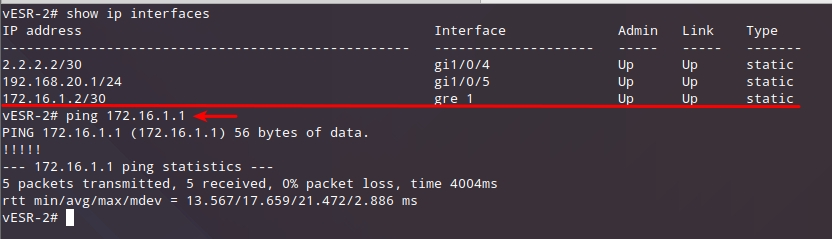 vESR-2# show ip interfaces
IP address                                            Interface              Admin   Link    Type
---------------------------------------------------   --------------------   -----   -----   -------
2.2.2.2/30                                            gi1/0/4                Up      Up      static
192.168.20.1/24                                       gi1/0/5                Up      Up      static
172.16.1.2/30                                         gre 1                  Up      Up      static
vESR-2# ping 172.16.1.1
PING 172.16.1.1 (172.16.1.1) 56 bytes of data.
!!!!!
--- 172.16.1.1 ping statistics ---
5 packets transmitted, 5 received, 0% packet loss, time 4004ms
rtt min/avg/max/mdev = 13.567/17.659/21.472/2.886 ms
vESR-2#